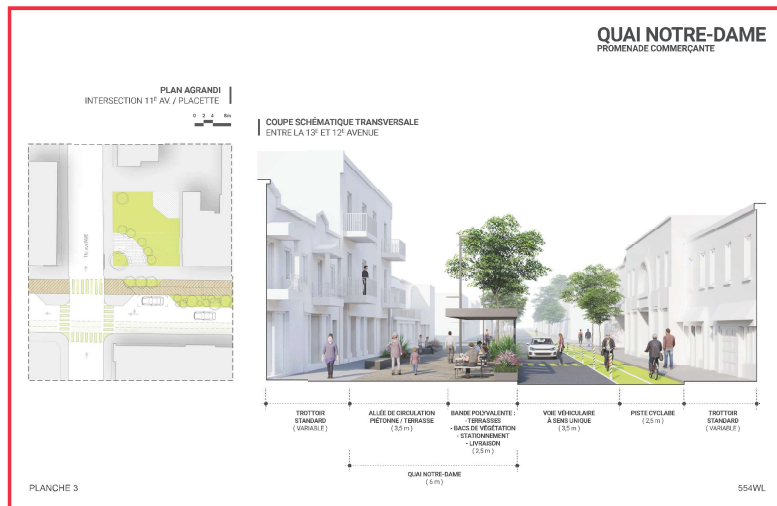 QUAI NOTRE-DAME
PROMENADE COMMERÇANTE
PLAN AGRANDI
INTERSECTION 11E AV. / PLACETTE
0 2 4 8m
COUPE SCHÉMATIQUE TRANSVERSALE
ENTRE LA 13E ET 12E AVENUE
TROTTOIR
STANDARD
( VARIABLE )
ALLÉE DE CIRCULATION
PIÉTONNE / TERRASSE
( 3,5 m )
BANDE POLYVALENTE :
-TERRASSES
- BACS DE VÉGÉTATION
- STATIONNEMENT
- LIVRAISON
( 2,5 m )
VOIE VÉHICULAIRE
À SENS UNIQUE
( 3,5 m )
PISTE CYCLABE
( 2,5 m )
TROTTOIR
STANDARD
( VARIABLE )
QUAI NOTRE-DAME
( 6 m )
PLANCHE 3
554WL